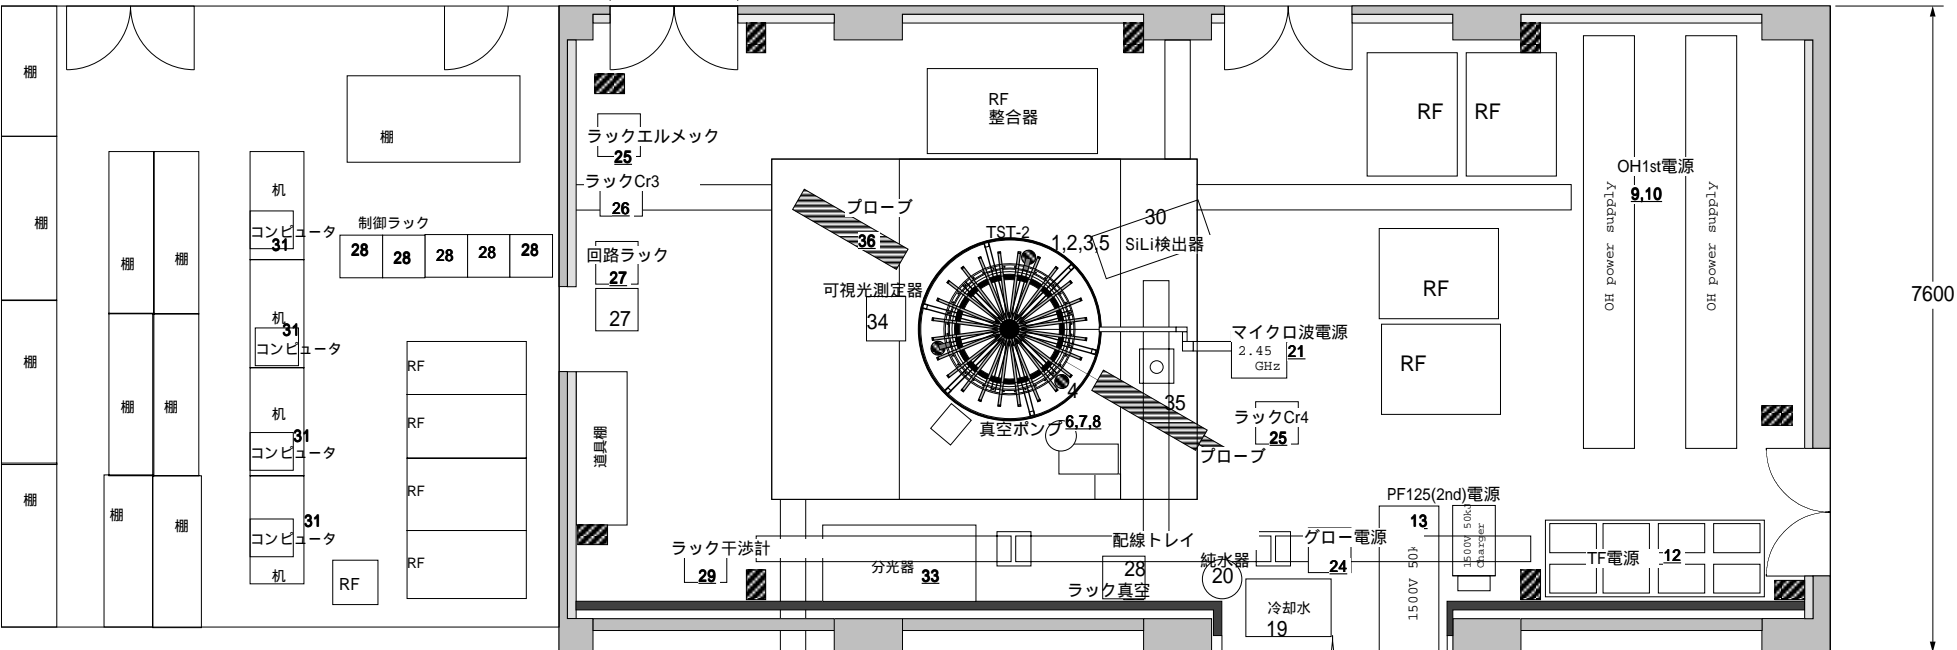 棚
棚
棚
棚
棚
棚
棚
棚
棚
棚
棚
棚
机
コンピュータ
31
机
31
コンピュータ
机
31
コンピュータ
31
コンピュータ
机
制御ラック
28
28
28
28
28
RF
RF
RF
RF
RF
ラックエルメック
25
ラックCr3
26
回路ラック
27
27
道具棚
RF
整合器
プローブ
36
TST-2
1,2,3,5
30
SiLi検出器
可視光測定器
34
マイクロ波電源
2.45
GHz
21
4
35
真空ポンプ
6,7,8
プローブ
ラックCr4
25
ラック干渉計
29
分光器
33
配線トレイ
28
ラック真空
純水器
20
グロー電源
24
冷却水
19
RF
RF
RF
RF
OH1st電源
9,10
OH power supply
OH power supply
PF125(2nd)電源
13
1500V 50k
1500V 50kJ
Charger
TF電源
12
7600